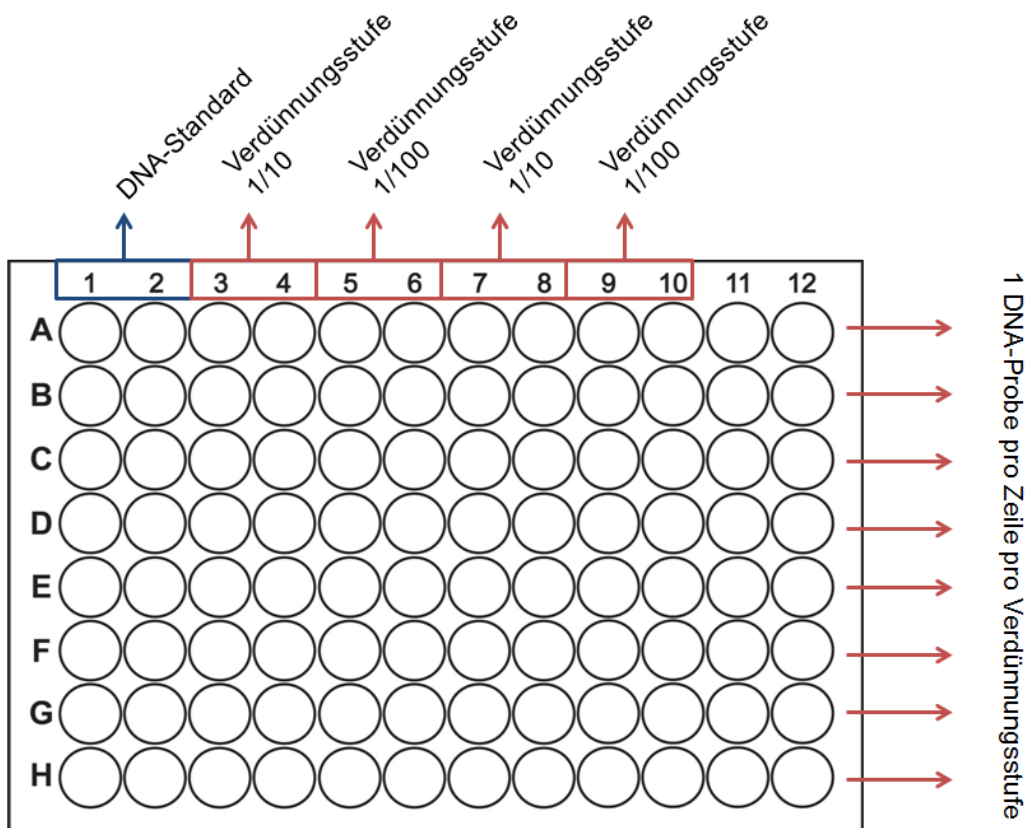 DNA-Standard
Verdünnungsstufe
1/10
Verdünnungsstufe
1/100
Verdünnungsstufe
1/10
Verdünnungsstufe
1/100
1 2 3 4 5 6 7 8 9 10 11 12
A
B
C
D
E
F
G
H
1 DNA-Probe pro Zeile pro Verdünnungsstufe